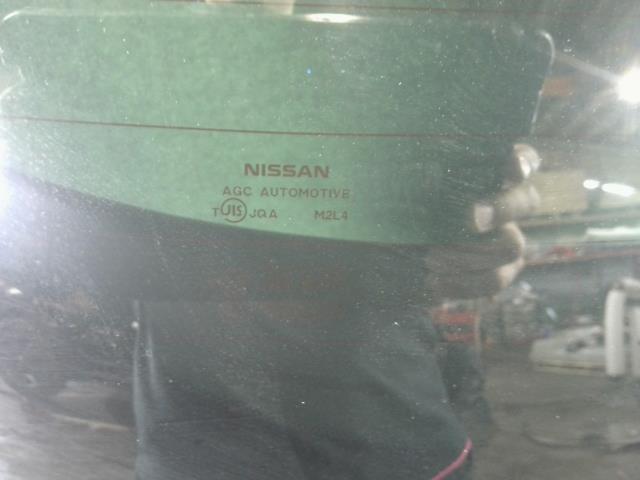 NISSAN
AGC AUTOMOTIVE
T JIS JQA M2L4